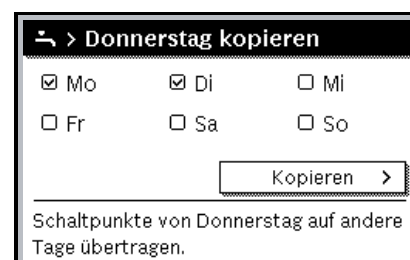 > Donnerstag kopieren
Mo Di Mi
Fr Sa So
Kopieren >
Schaltpunkte von Donnerstag auf andere
Tage übertragen.